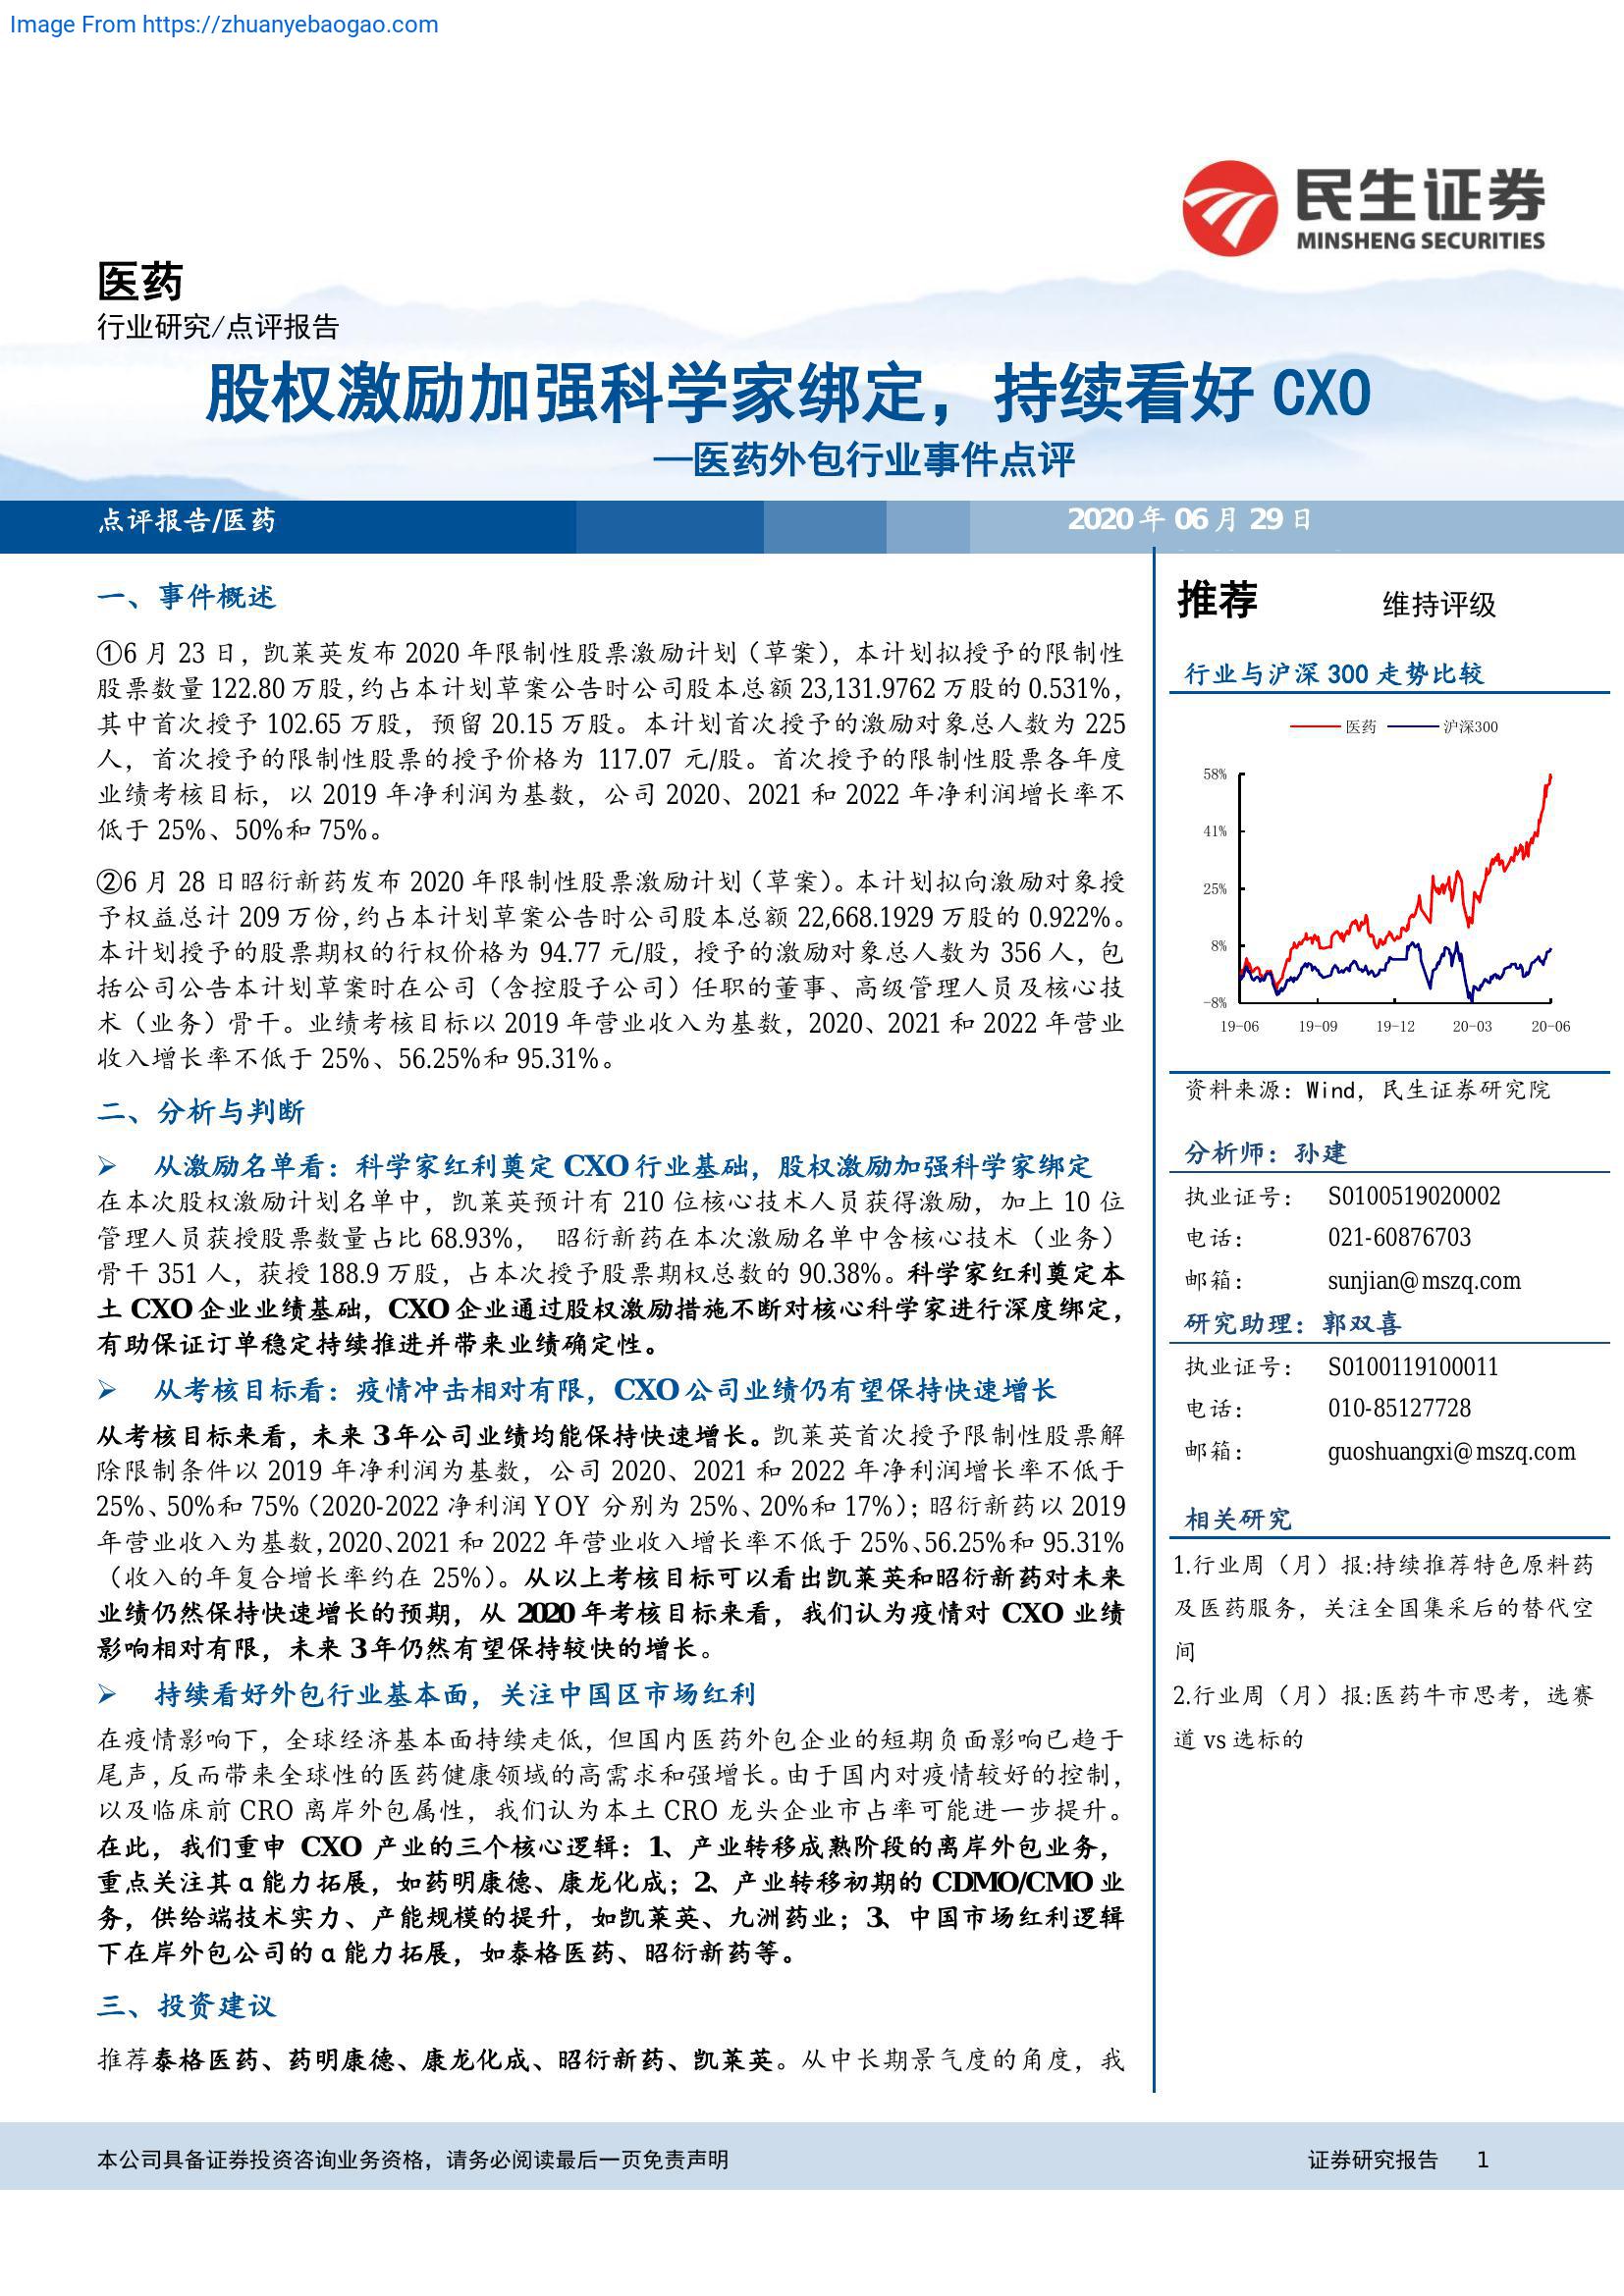 Image From https://zhuanyebaogao.com
民生证券
MINSHENG SECURITIES
医药
行业研究/点评报告
股权激励加强科学家绑定，持续看好 CXO
—医药外包行业事件点评
点评报告/医药
2020 年 06 月 29 日
一、事件概述
①6 月 23 日，凯莱英发布 2020 年限制性股票激励计划（草案），本计划拟授予的限制性
股票数量 122.80 万股，约占本计划草案公告时公司股本总额 23,131.9762 万股的 0.531%，
其中首次授予 102.65 万股，预留 20.15 万股。本计划首次授予的激励对象总人数为 225
人，首次授予的限制性股票的授予价格为 117.07 元/股。首次授予的限制性股票各年度
业绩考核目标，以 2019 年净利润为基数，公司 2020、2021 和 2022 年净利润增长率不
低于 25%、50%和 75%。
②6 月 28 日昭衍新药发布 2020 年限制性股票激励计划（草案）。本计划拟向激励对象授
予权益总计 209 万份，约占本计划草案公告时公司股本总额 22,668.1929 万股的 0.922%。
本计划授予的股票期权的行权价格为 94.77 元/股，授予的激励对象总人数为 356 人，包
括公司公告本计划草案时在公司（含控股子公司）任职的董事、高级管理人员及核心技
术（业务）骨干。业绩考核目标以 2019 年营业收入为基数，2020、2021 和 2022 年营业
收入增长率不低于 25%、56.25%和 95.31%。
二、分析与判断
➢ 从激励名单看：科学家红利奠定 CXO 行业基础，股权激励加强科学家绑定
在本次股权激励计划名单中，凯莱英预计有 210 位核心技术人员获得激励，加上 10 位
管理人员获授股票数量占比 68.93%， 昭衍新药在本次激励名单中含核心技术（业务）
骨干 351 人，获授 188.9 万股，占本次授予股票期权总数的 90.38%。科学家红利奠定本
土 CXO 企业业绩基础，CXO 企业通过股权激励措施不断对核心科学家进行深度绑定，
有助保证订单稳定持续推进并带来业绩确定性。
➢ 从考核目标看：疫情冲击相对有限，CXO 公司业绩仍有望保持快速增长
从考核目标来看，未来 3 年公司业绩均能保持快速增长。凯莱英首次授予限制性股票解
除限制条件以 2019 年净利润为基数，公司 2020、2021 和 2022 年净利润增长率不低于
25%、50%和 75%（2020-2022 净利润 YOY 分别为 25%、20%和 17%）；昭衍新药以 2019
年营业收入为基数，2020、2021 和 2022 年营业收入增长率不低于 25%、56.25%和 95.31%
（收入的年复合增长率约在 25%）。从以上考核目标可以看出凯莱英和昭衍新药对未来
业绩仍然保持快速增长的预期，从 2020 年考核目标来看，我们认为疫情对 CXO 业绩
影响相对有限，未来 3 年仍然有望保持较快的增长。
➢ 持续看好外包行业基本面，关注中国区市场红利
在疫情影响下，全球经济基本面持续走低，但国内医药外包企业的短期负面影响已趋于
尾声，反而带来全球性的医药健康领域的高需求和强增长。由于国内对疫情较好的控制，
以及临床前 CRO 离岸外包属性，我们认为本土 CRO 龙头企业市占率可能进一步提升。
在此，我们重申 CXO 产业的三个核心逻辑：1、产业转移成熟阶段的离岸外包业务，
重点关注其 α 能力拓展，如药明康德、康龙化成；2、产业转移初期的 CDMO/CMO 业
务，供给端技术实力、产能规模的提升，如凯莱英、九洲药业；3、中国市场红利逻辑
下在岸外包公司的 α 能力拓展，如泰格医药、昭衍新药等。
三、投资建议
推荐泰格医药、药明康德、康龙化成、昭衍新药、凯莱英。从中长期景气度的角度，我
推荐 维持评级
行业与沪深 300 走势比较
医药 沪深300
58%
41%
25%
8%
-8%
19-06 19-09 19-12 20-03 20-06
资料来源：Wind，民生证券研究院
分析师：孙建
执业证号： S0100519020002
电话： 021-60876703
邮箱： sunjian@mszq.com
研究助理：郭双喜
执业证号： S0100119100011
电话： 010-85127728
邮箱： guoshuangxi@mszq.com
相关研究
1.行业周（月）报:持续推荐特色原料药
及医药服务，关注全国集采后的替代空
间
2.行业周（月）报:医药牛市思考，选赛
道 vs 选标的
本公司具备证券投资咨询业务资格，请务必阅读最后一页免责声明
证券研究报告 1